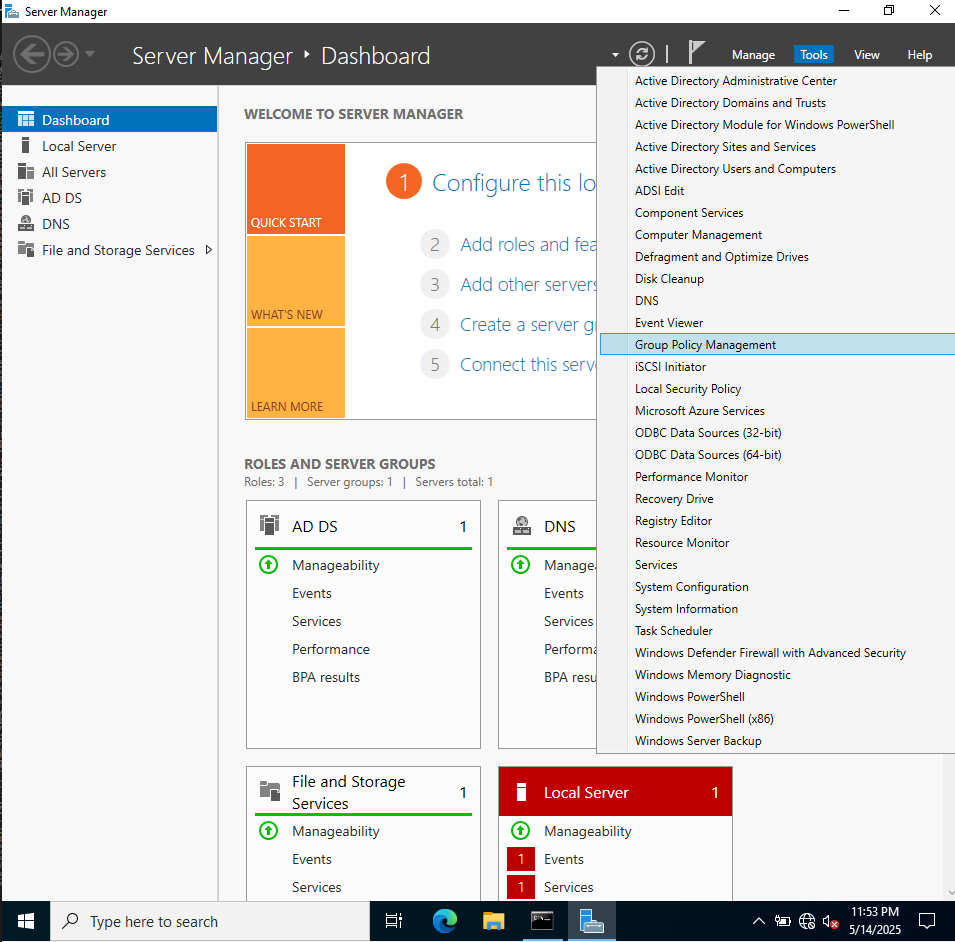 Server Manager
Server Manager ‣ Dashboard
Manage Tools View Help
Dashboard
Local Server
All Servers
AD DS
DNS
File and Storage Services
WELCOME TO SERVER MANAGER
QUICK START
WHAT'S NEW
LEARN MORE
1 Configure this lo
2 Add roles and fea
3 Add other servers
4 Create a server gr
5 Connect this serv
Active Directory Administrative Center
Active Directory Domains and Trusts
Active Directory Module for Windows PowerShell
Active Directory Sites and Services
Active Directory Users and Computers
ADSI Edit
Component Services
Computer Management
Defragment and Optimize Drives
Disk Cleanup
DNS
Event Viewer
Group Policy Management
iSCSI Initiator
Local Security Policy
Microsoft Azure Services
ODBC Data Sources (32-bit)
ODBC Data Sources (64-bit)
Performance Monitor
Recovery Drive
Registry Editor
Resource Monitor
Services
System Configuration
System Information
Task Scheduler
Windows Defender Firewall with Advanced Security
Windows Memory Diagnostic
Windows PowerShell
Windows PowerShell (x86)
Windows Server Backup
ROLES AND SERVER GROUPS
Roles: 3 | Server groups: 1 | Servers total: 1
AD DS 1
Manageability
Events
Services
Performance
BPA results
DNS
Managea
Events
Services
Performa
BPA resu
File and Storage
Services 1
Manageability
Events
Services
Local Server 1
Manageability
1 Events
1 Services
Type here to search
11:53 PM
5/14/2025